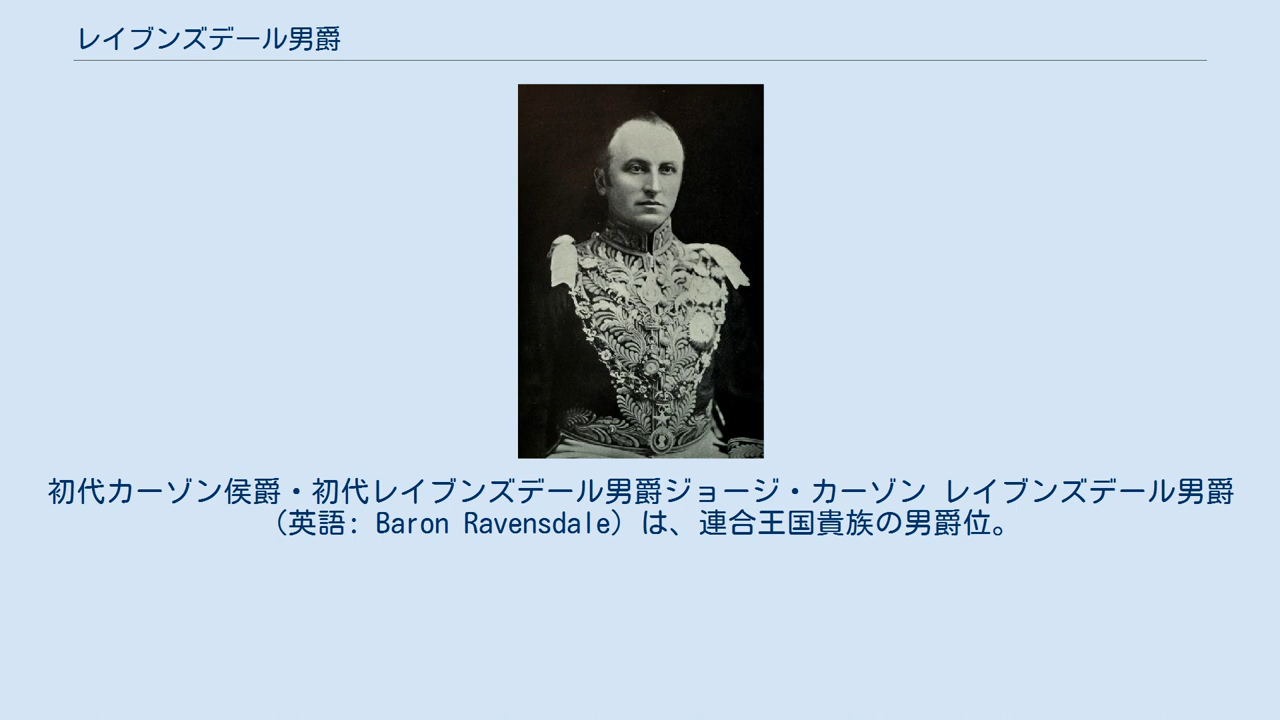 レイブンズデール男爵
初代カーゾン侯爵・初代レイブンズデール男爵ジョージ・カーゾン レイブンズデール男爵
（英語: Baron Ravensdale）は、連合王国貴族の男爵位。